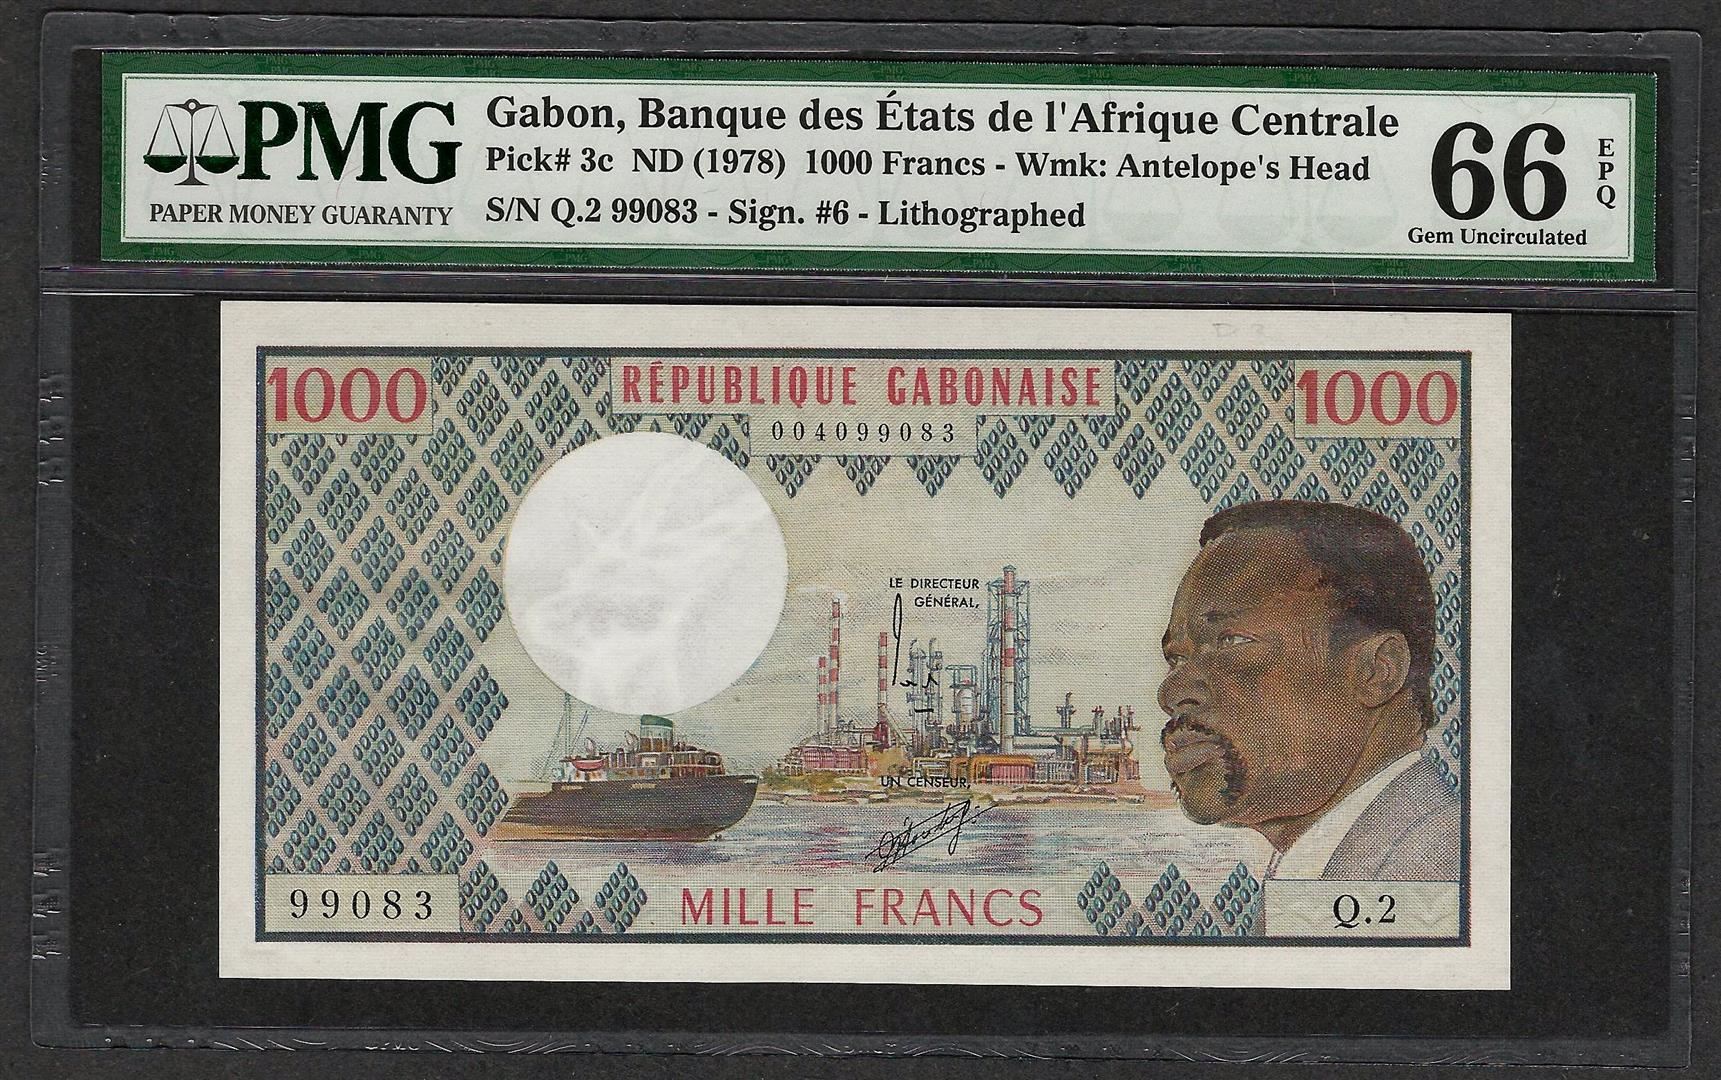 PMG
PAPER MONEY GUARANTY
Gabon, Banque des États de l'Afrique Centrale
Pick# 3c ND (1978) 1000 Francs - Wmk: Antelope's Head
S/N Q.2 99083 - Sign. #6 - Lithographed
66
EPQ
Gem Uncirculated
1000
RÉPUBLIQUE GABONAISE
1000
004099083
LE DIRECTEUR
GÉNÉRAL,
UN CENSEUR,
99083
MILLE FRANCS
Q.2